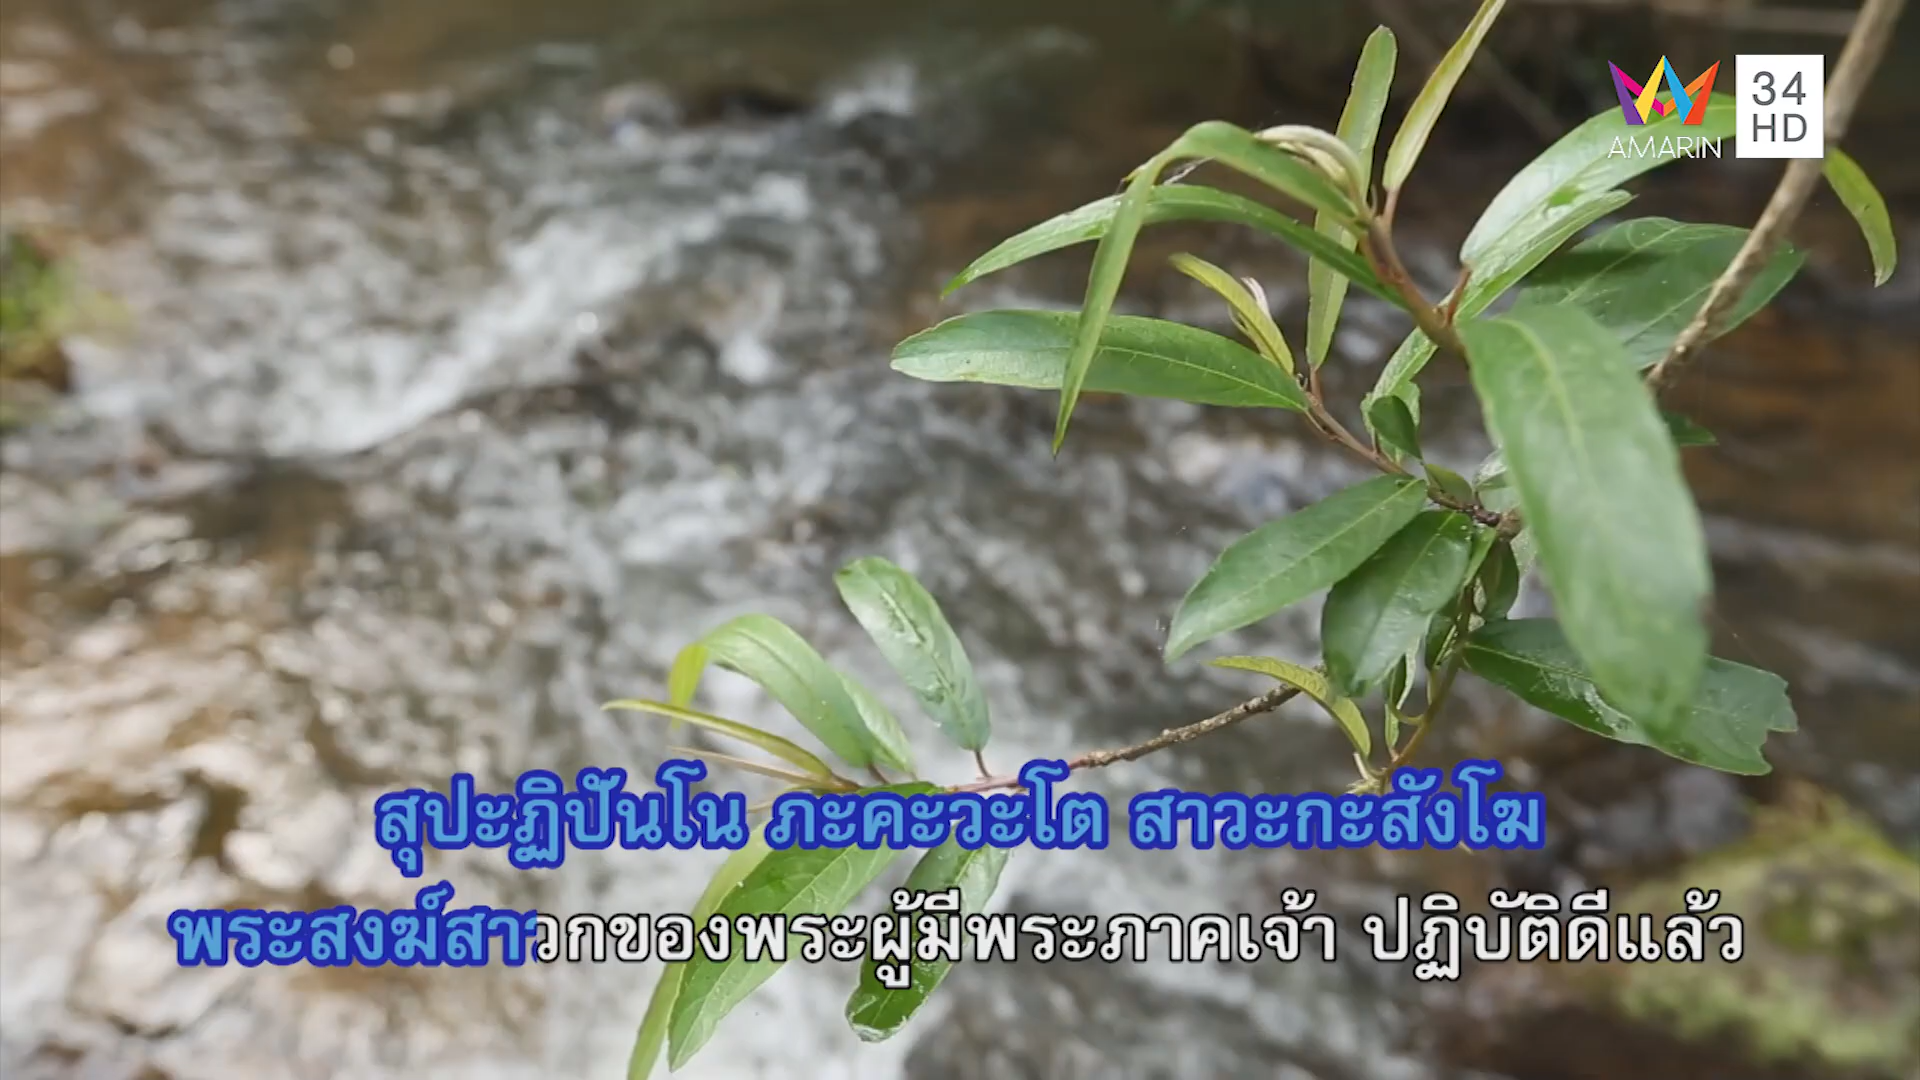 AMARIN
34
HD
สุปะฏิปันโน ภะคะวะโต สาวะกะสังโฆ
พระสงฆ์สาวกของพระผู้มีพระภาคเจ้า ปฏิบัติดีแล้ว